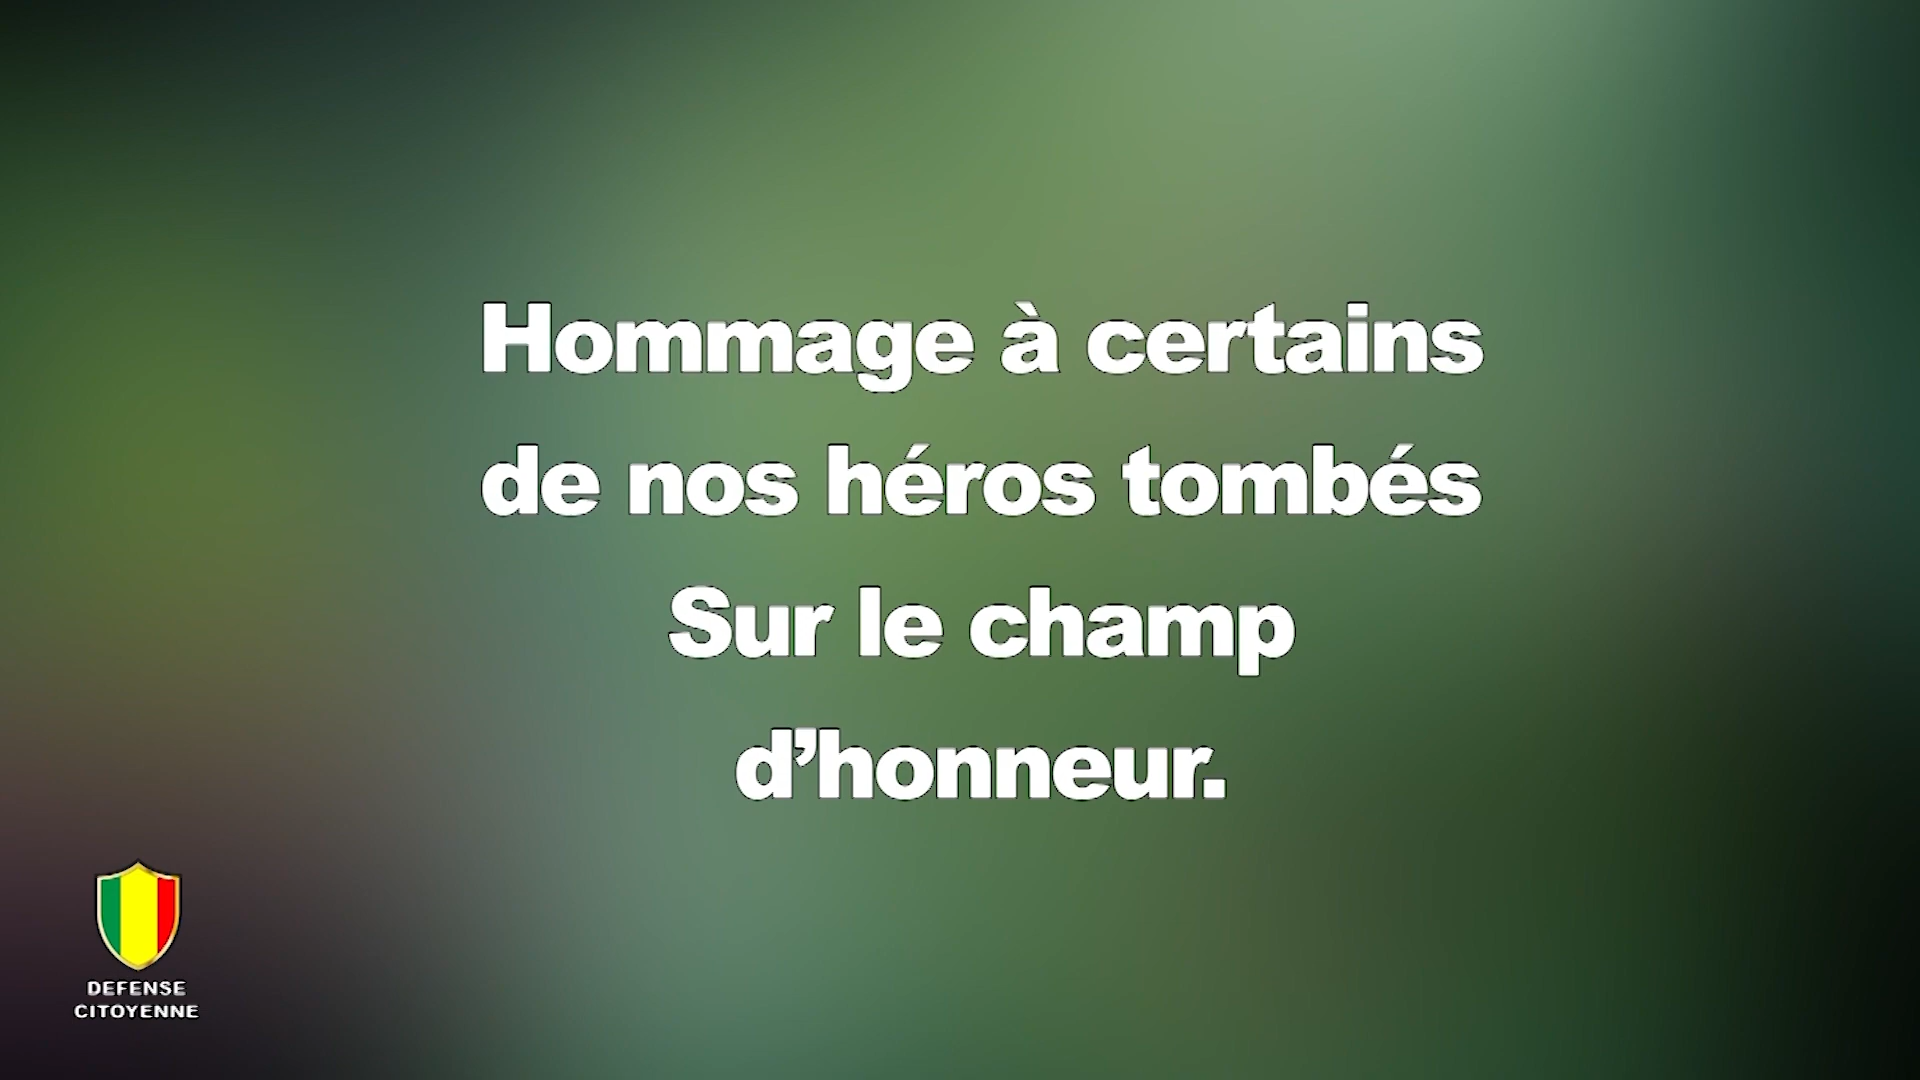 Hommage à certains
de nos héros tombés
Sur le champ
d’honneur.
DEFENSE
CITOYENNE